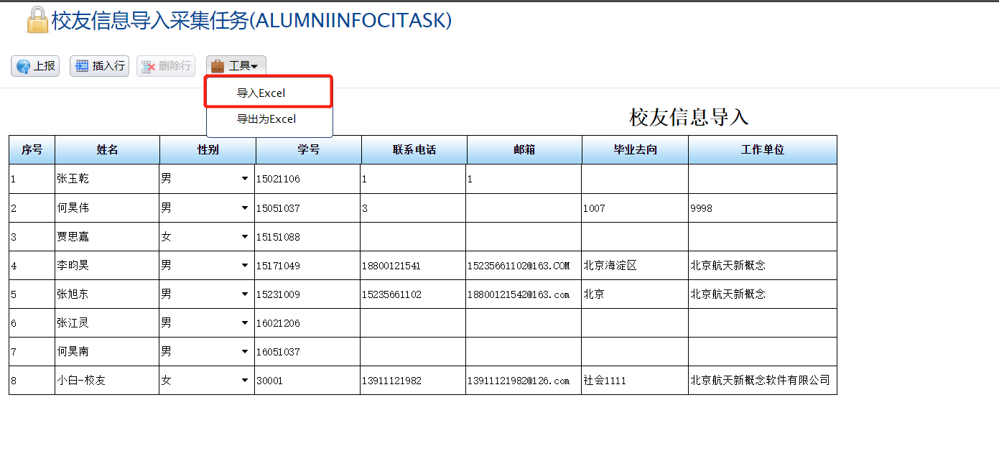 校友信息导入采集任务(ALUMNIINFOCITASK)
上报 插入行 删除行 工具
导入Excel
导出为Excel
校友信息导入
序号 姓名 性别 学号 联系电话 邮箱 毕业去向 工作单位
1 张玉乾 男 15021106 1 1
2 何昊伟 男 15051037 3 1007 9998
3 贾思嘉 女 15151088
4 李昀昊 男 15171049 18800121541 15235661102@163.COM 北京海淀区 北京航天新概念
5 张旭东 男 15231009 15235661102 18800121542@163.com 北京 北京航天新概念
6 张江灵 男 16021206
7 何昊南 男 16051037
8 小白-校友 女 30001 13911121982 13911121982@126.com 社会1111 北京航天新概念软件有限公司